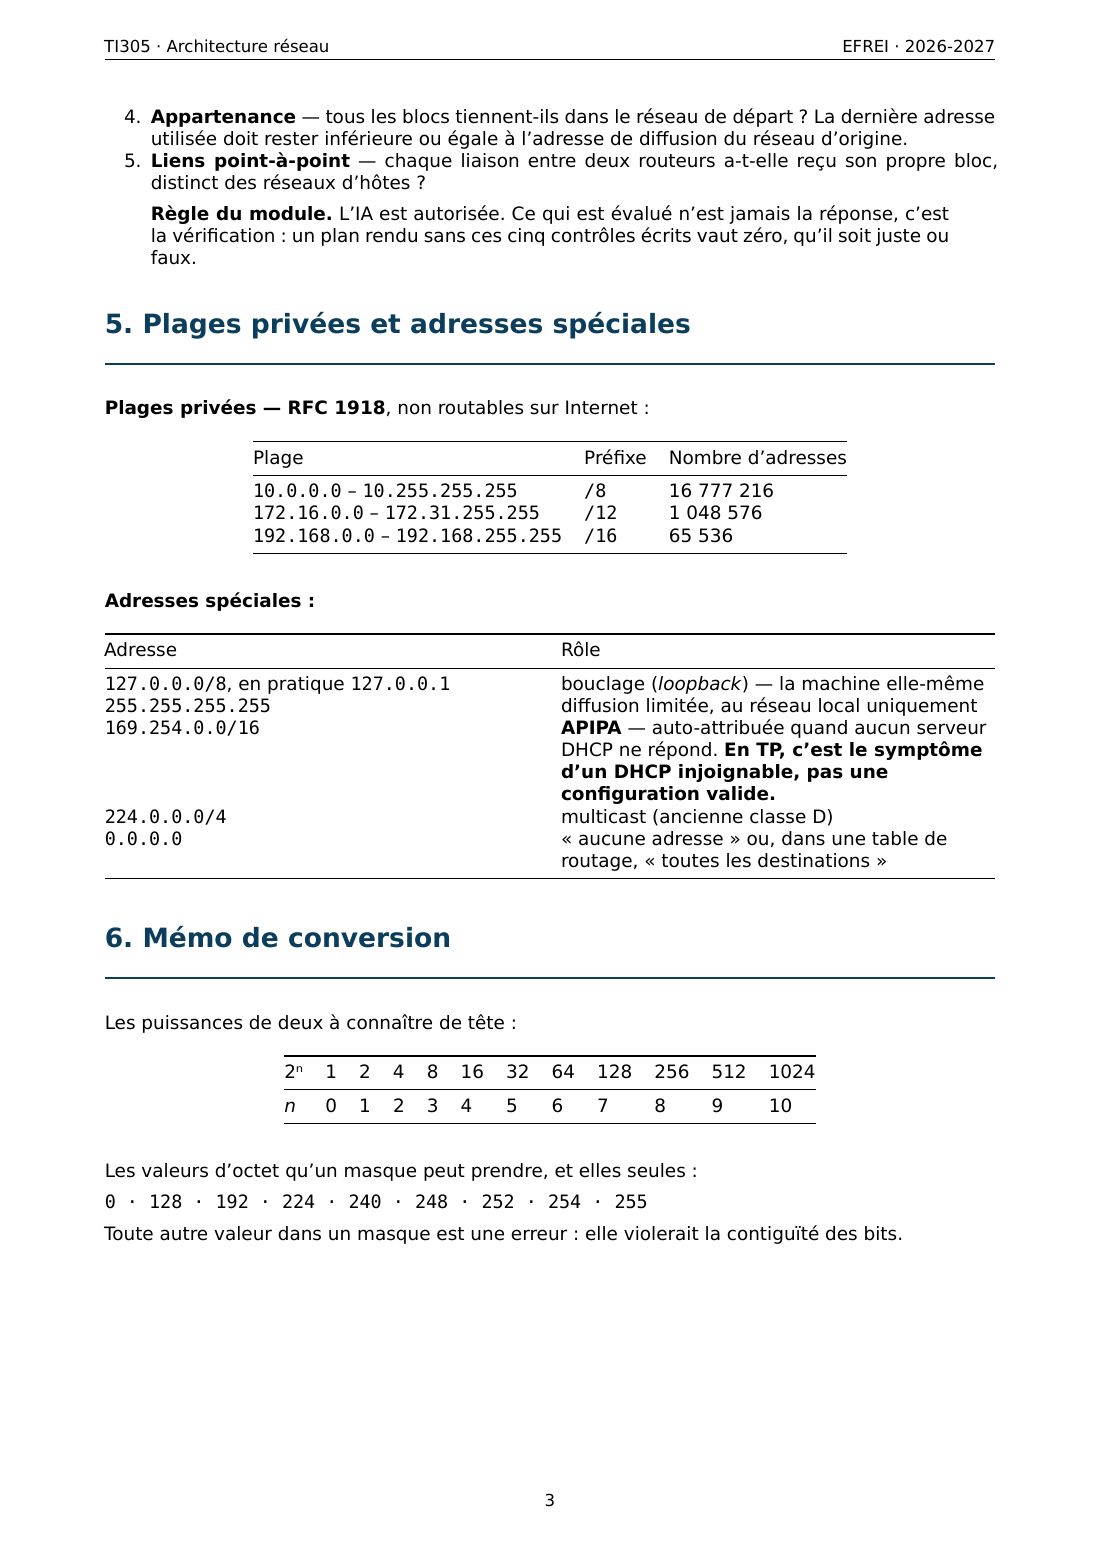 TI305 · Architecture réseau EFREI · 2026-2027
4. Appartenance — tous les blocs tiennent-ils dans le réseau de départ ? La dernière adresse
utilisée doit rester inférieure ou égale à l’adresse de diffusion du réseau d’origine.
5. Liens point-à-point — chaque liaison entre deux routeurs a-t-elle reçu son propre bloc,
distinct des réseaux d’hôtes ?
Règle du module. L’IA est autorisée. Ce qui est évalué n’est jamais la réponse, c’est
la vérification : un plan rendu sans ces cinq contrôles écrits vaut zéro, qu’il soit juste ou
faux.
5. Plages privées et adresses spéciales
Plages privées — RFC 1918, non routables sur Internet :
Plage Préfixe Nombre d’adresses
10.0.0.0 – 10.255.255.255 /8 16 777 216
172.16.0.0 – 172.31.255.255 /12 1 048 576
192.168.0.0 – 192.168.255.255 /16 65 536
Adresses spéciales :
Adresse Rôle
127.0.0.0/8, en pratique 127.0.0.1 bouclage (loopback) — la machine elle-même
255.255.255.255 diffusion limitée, au réseau local uniquement
169.254.0.0/16 APIPA — auto-attribuée quand aucun serveur
DHCP ne répond. En TP, c’est le symptôme
d’un DHCP injoignable, pas une
configuration valide.
224.0.0.0/4 multicast (ancienne classe D)
0.0.0.0 « aucune adresse » ou, dans une table de
routage, « toutes les destinations »
6. Mémo de conversion
Les puissances de deux à connaître de tête :
2ⁿ 1 2 4 8 16 32 64 128 256 512 1024
n 0 1 2 3 4 5 6 7 8 9 10
Les valeurs d’octet qu’un masque peut prendre, et elles seules :
0 · 128 · 192 · 224 · 240 · 248 · 252 · 254 · 255
Toute autre valeur dans un masque est une erreur : elle violerait la contiguïté des bits.
3